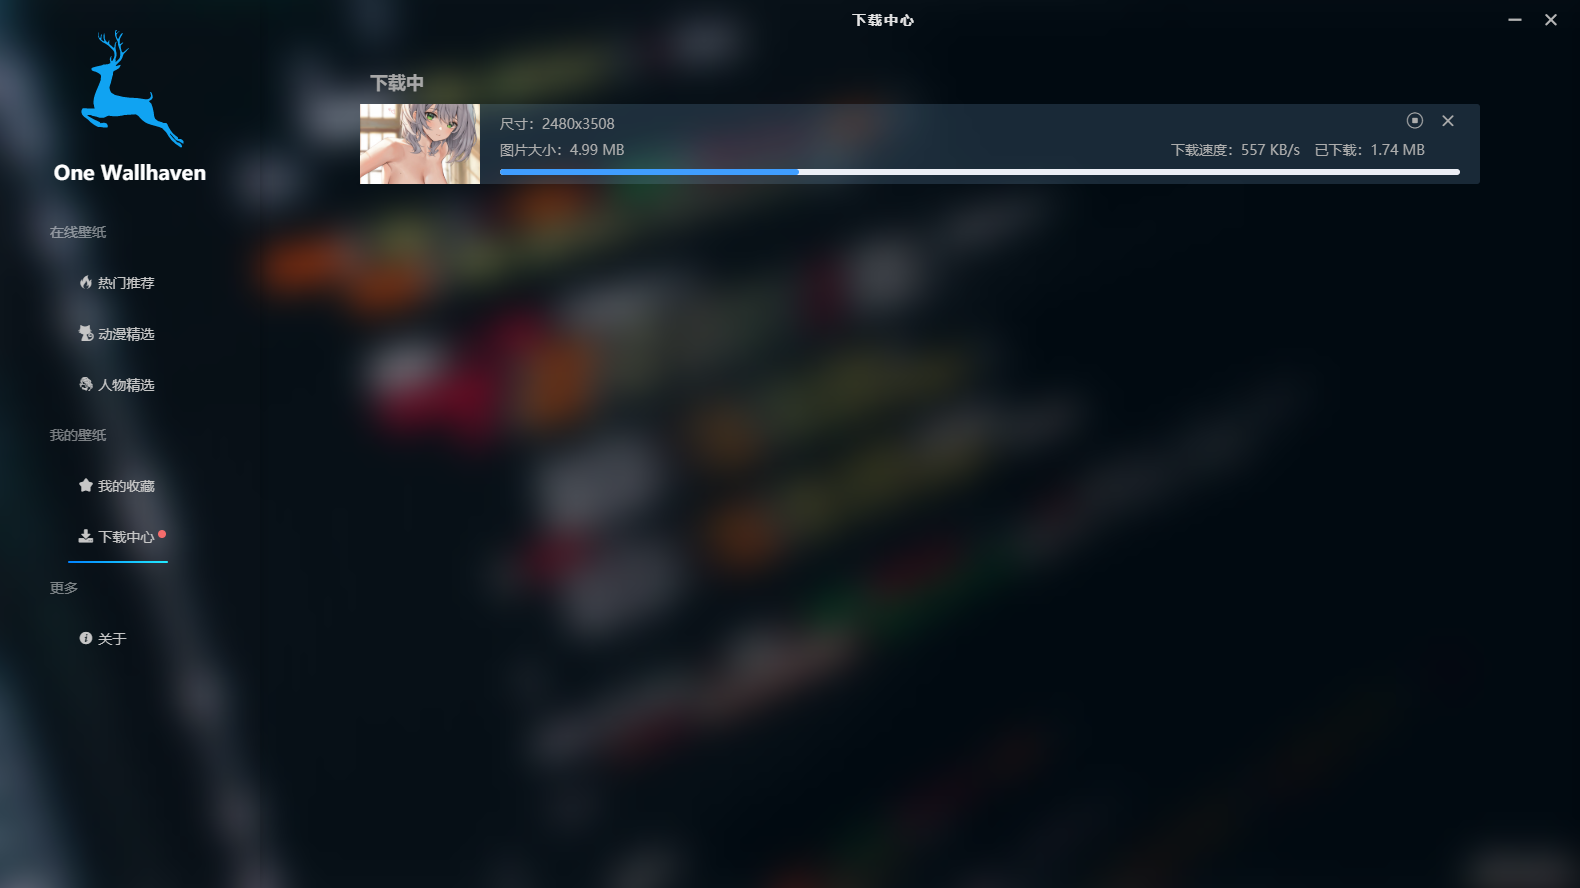 下载中心
One Wallhaven
在线壁纸
热门推荐
动漫精选
人物精选
我的壁纸
我的收藏
下载中心
更多
关于
下载中
尺寸：2480x3508
图片大小：4.99 MB
下载速度：557 KB/s 已下载：1.74 MB